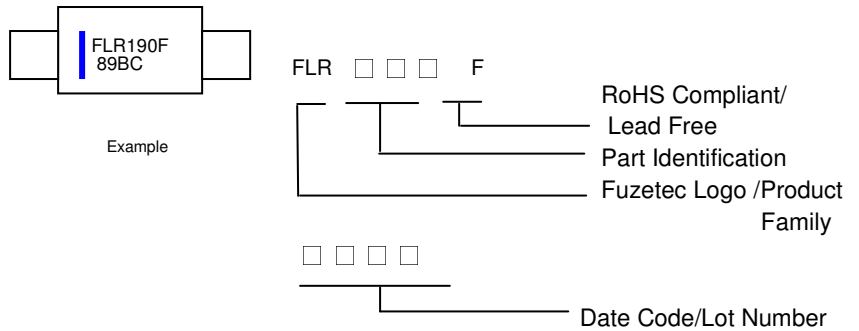 FLR190F
89BC
Example
FLR □ □ □ F
RoHS Compliant/
Lead Free
Part Identification
Fuzetec Logo /Product
Family
□ □ □ □
Date Code/Lot Number